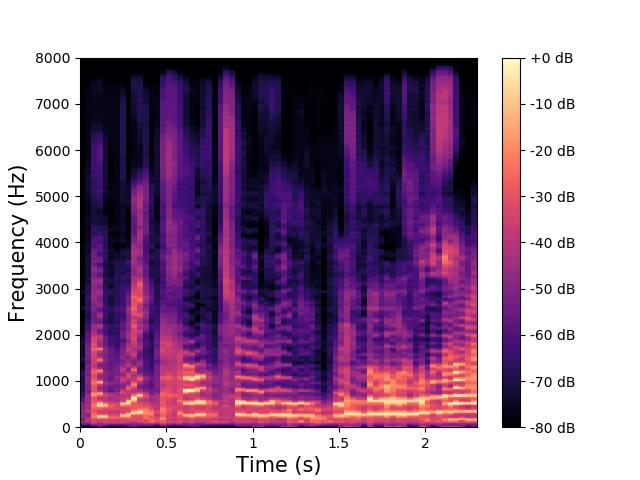 8000
7000
6000
5000
4000
3000
2000
1000
0
Frequency (Hz)
0
0.5
1
1.5
2
Time (s)
+0 dB
-10 dB
-20 dB
-30 dB
-40 dB
-50 dB
-60 dB
-70 dB
-80 dB